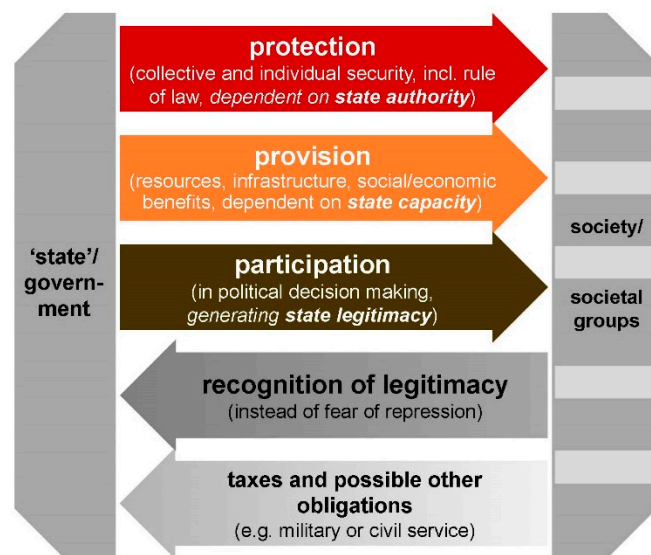 protection
(collective and individual security, incl. rule
of law, dependent on state authority)
provision
(resources, infrastructure, social/economic
benefits, dependent on state capacity)
'state'/
govern-
ment
participation
(in political decision making,
generating state legitimacy)
society/
societal
groups
recognition of legitimacy
(instead of fear of repression)
taxes and possible other
obligations
(e.g. military or civil service)